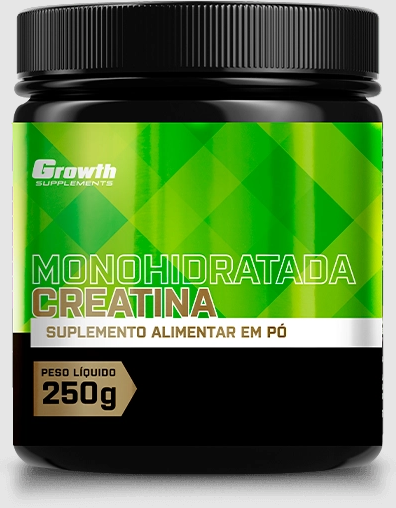 Growth
SUPPLEMENTS
MONOHIDRATADA
CREATINA
SUPLEMENTO ALIMENTAR EM PÓ
PESO LÍQUIDO
250g